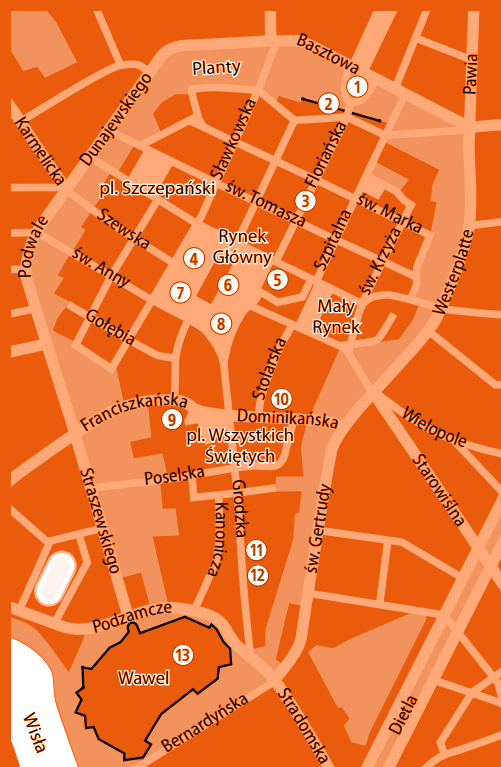 Basztowa
Planty
Pawia
1
2
Dunajewskiego
Karmelicka
Sławkowska
Floriańska
pl. Szczepański
św. Tomasza
3
św. Marka
Podwale
Szewska
Rynek
Główny
Szpitalna
św. Krzyża
Westerplatte
św. Anny
4
5
6
7
Mały
Rynek
8
Gołębia
Stolarska
10
Franciszkańska
9
Dominikańska
Wielopole
pl. Wszystkich
Świętych
Starowiślna
Poselska
Straszewskiego
Grodzka
Kanonicza
św. Gertrudy
11
12
Podzamcze
13
Wawel
Wisła
Bernardyńska
Stradomska
Dietla